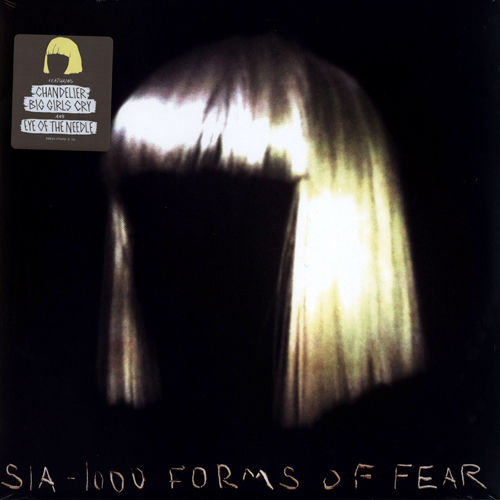 FEATURING
CHANDELIER
BIG GIRLS CRY
AND
EYE OF THE NEEDLE
SIA - 1000 FORMS OF FEAR